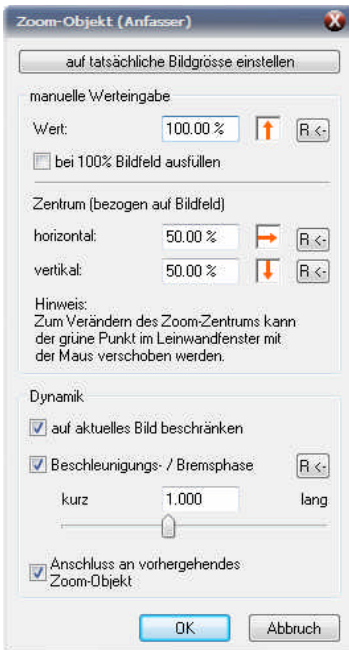 Zoom-Objekt (Anfasser)
auf tatsächliche Bildgrösse einstellen
manuelle Werteingabe
Wert: 100.00 % R <-
bei 100% Bildfeld ausfüllen
Zentrum (bezogen auf Bildfeld)
horizontal: 50.00 % R <-
vertikal: 50.00 % R <-
Hinweis:
Zum Verändern des Zoom-Zentrums kann
der grüne Punkt im Leinwandfenster mit
der Maus verschoben werden.
Dynamik
auf aktuelles Bild beschränken
Beschleunigungs- / Bremsphase R <-
kurz 1.000 lang
Anschluss an vorhergehendes
Zoom-Objekt
OK Abbruch